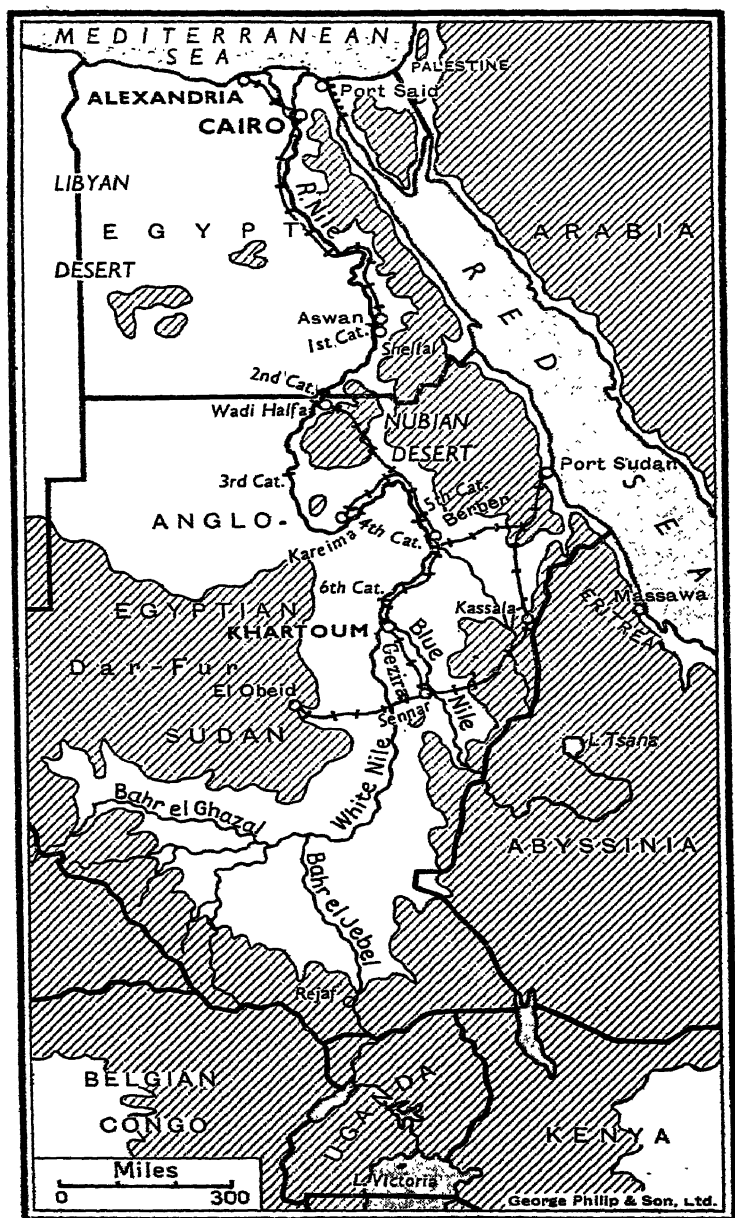 MEDITERRANEAN
SEA
PALESTINE
ALEXANDRIA
Port Said
CAIRO
LIBYAN
R. Nile
EGYPT
ARABIA
DESERT
RED
Aswan
1st Cat.
Shellal
2nd Cat.
Wadi Halfa
NUBIAN
DESERT
Port Sudan
3rd Cat.
SEA
5th Cat.
Berber
ANGLO-
4th Cat.
Kareima
6th Cat.
EGYPTIAN
Kassala
Massawa
ERITREA
KHARTOUM
Blue
Gezira
Dar-Fur
El Obeid
Sennar
Nile
SUDAN
L. Tsana
White Nile
Bahr el Ghazal
ABYSSINIA
Bahr el Jebel
Rejaf
BELGIAN
CONGO
UGANDA
KENYA
Miles
0 300
L. Victoria
George Philip & Son, Ltd.